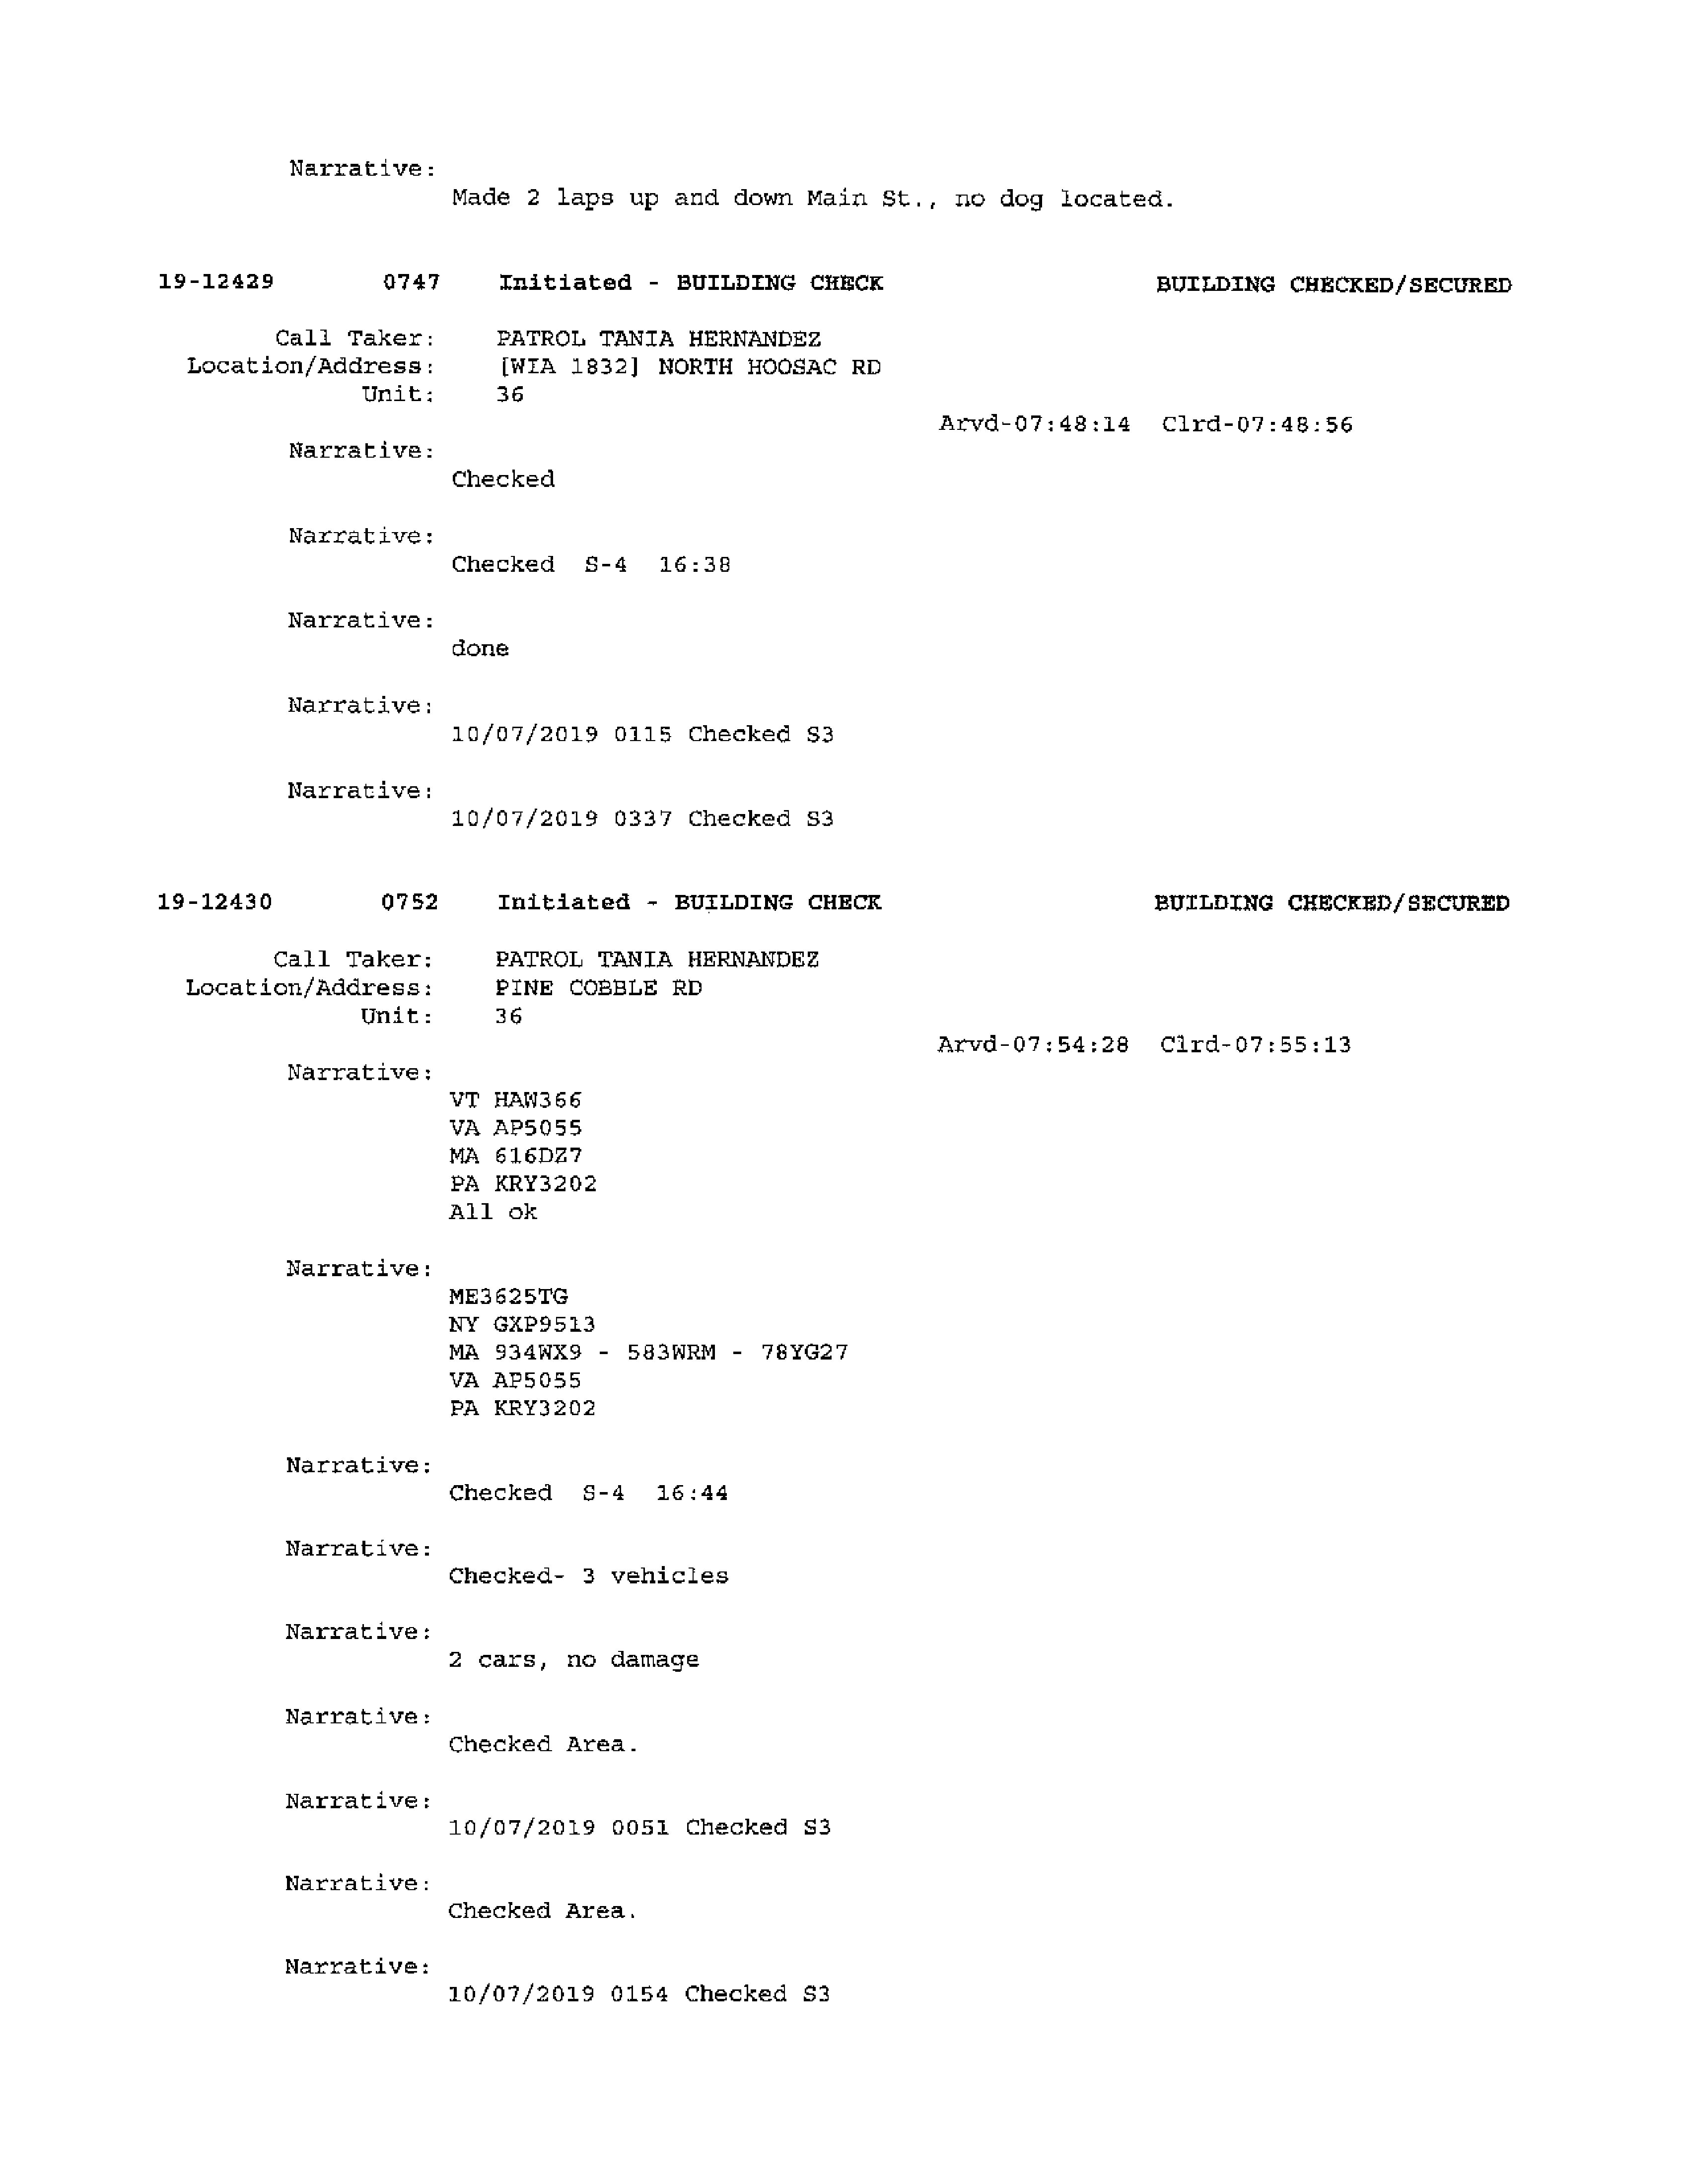 Narrative:
Made 2 laps up and down Main St., no dog located.
19-12429 0747 Initiated - BUILDING CHECK BUILDING CHECKED/SECURED
Call Taker: PATROL TANIA HERNANDEZ
Location/Address: [WIA 1832] NORTH HOOSAC RD
Unit: 36
Arvd-07:48:14 Clrd-07:48:56
Narrative:
Checked
Narrative:
Checked S-4 16:38
Narrative:
done
Narrative:
10/07/2019 0115 Checked S3
Narrative:
10/07/2019 0337 Checked S3
19-12430 0752 Initiated - BUILDING CHECK BUILDING CHECKED/SECURED
Call Taker: PATROL TANIA HERNANDEZ
Location/Address: PINE COBBLE RD
Unit: 36
Arvd-07:54:28 Clrd-07:55:13
Narrative:
VT HAW366
VA AP5055
MA 616DZ7
PA KRY3202
All ok
Narrative:
ME3625TG
NY GXP9513
MA 934WX9 - 583WRM - 78YG27
VA AP5055
PA KRY3202
Narrative:
Checked S-4 16:44
Narrative:
Checked- 3 vehicles
Narrative:
2 cars, no damage
Narrative:
Checked Area.
Narrative:
10/07/2019 0051 Checked S3
Narrative:
Checked Area.
Narrative:
10/07/2019 0154 Checked S3